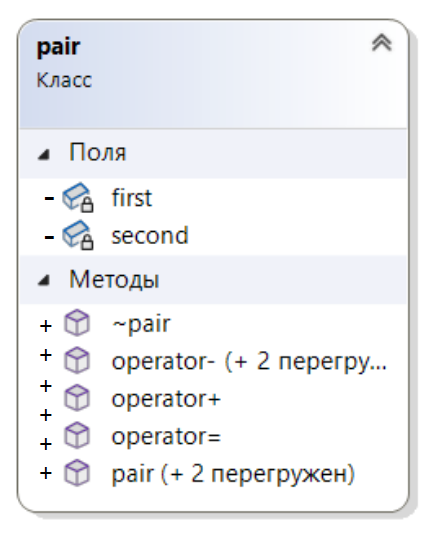 pair
Класс
Поля
- first
- second
Методы
+ ~pair
+ operator- (+ 2 перегру...
+ operator+
+
+ operator=
+ pair (+ 2 перегружен)